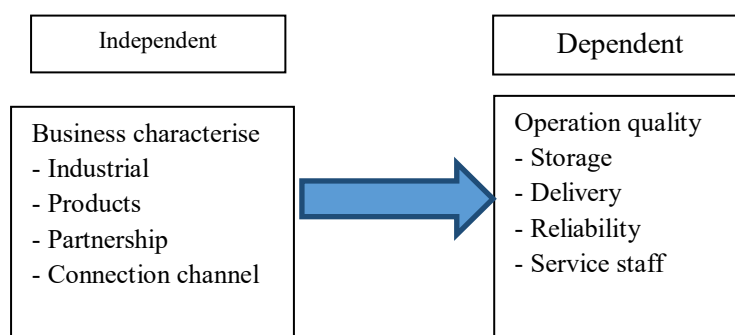 Independent
Dependent
Business characterise
- Industrial
- Products
- Partnership
- Connection channel
Operation quality
- Storage
- Delivery
- Reliability
- Service staff